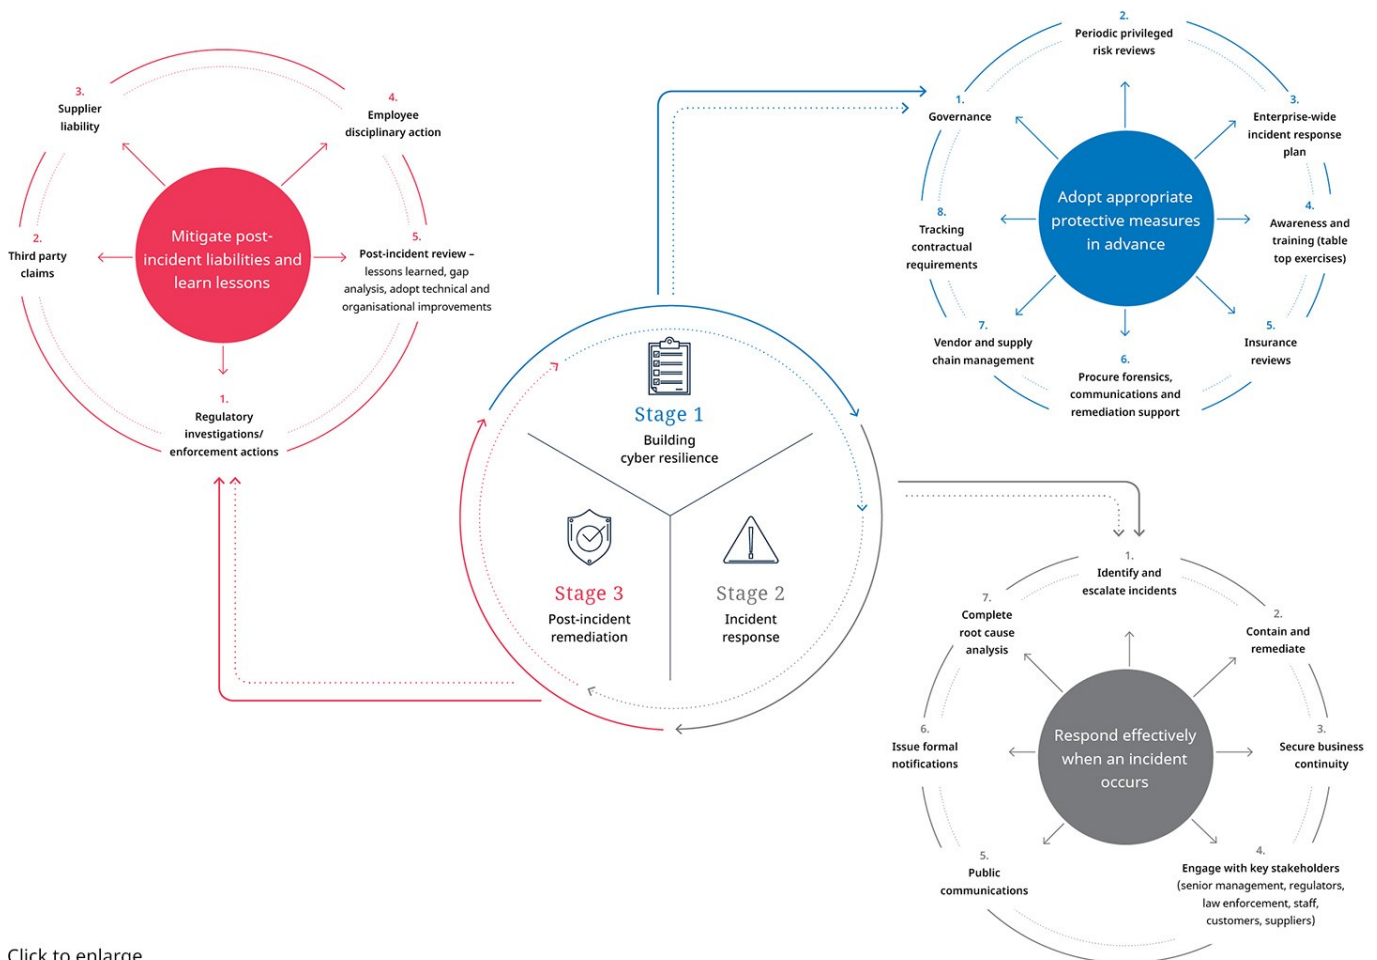 Stage 1
Building
cyber resilience
Stage 2
Incident
response
Stage 3
Post-incident
remediation
Adopt appropriate
protective measures
in advance
1.
Governance
2.
Periodic privileged
risk reviews
3.
Enterprise-wide
incident response
plan
4.
Awareness and
training (table
top exercises)
5.
Insurance
reviews
6.
Procure forensics,
communications and
remediation support
7.
Vendor and supply
chain management
8.
Tracking
contractual
requirements
Respond effectively
when an incident
occurs
1.
Identify and
escalate incidents
2.
Contain and
remediate
3.
Secure business
continuity
4.
Engage with key stakeholders
(senior management, regulators,
law enforcement, staff,
customers, suppliers)
5.
Public
communications
6.
Issue formal
notifications
7.
Complete
root cause
analysis
Mitigate post-
incident liabilities and
learn lessons
1.
Regulatory
investigations/
enforcement actions
2.
Third party
claims
3.
Supplier
liability
4.
Employee
disciplinary action
5.
Post-incident review –
lessons learned, gap
analysis, adopt technical and
organisational improvements
Click to enlarge